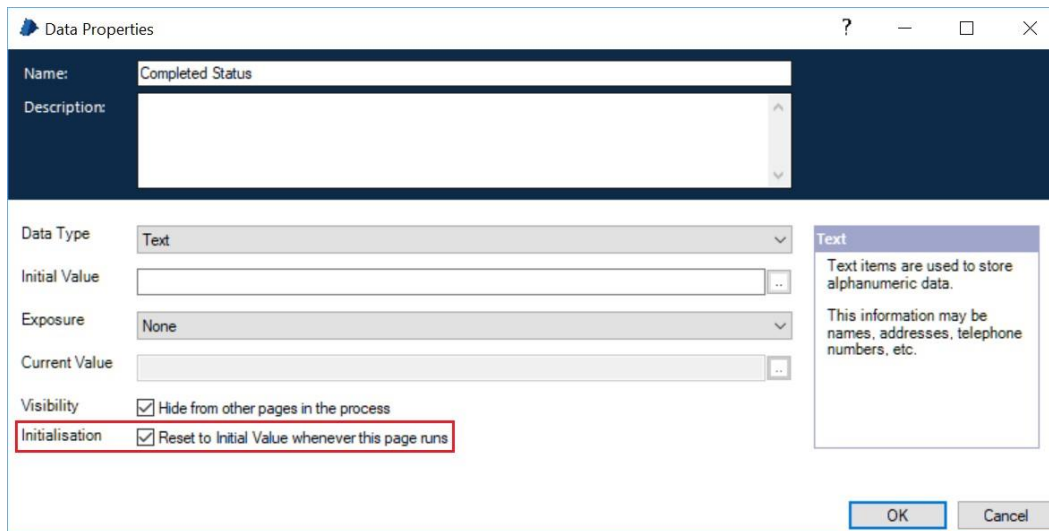 Data Properties
?
Name:
Completed Status
Description:
Data Type
Text
Initial Value
..
Exposure
None
Current Value
..
Visibility
Hide from other pages in the process
Initialisation
Reset to Initial Value whenever this page runs
Text
Text items are used to store
alphanumeric data.
This information may be
names, addresses, telephone
numbers, etc.
OK
Cancel